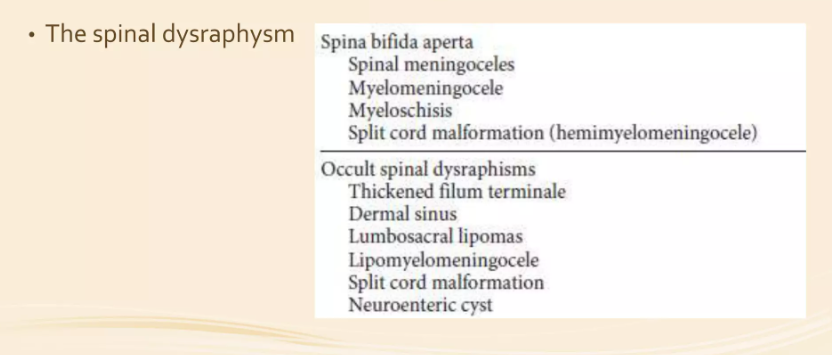 • The spinal dysraphysm
Spina bifida aperta
Spinal meningoceles
Myelomeningocele
Myeloschisis
Split cord malformation (hemimyelomeningocele)
Occult spinal dysraphisms
Thickened filum terminale
Dermal sinus
Lumbosacral lipomas
Lipomyelomeningocele
Split cord malformation
Neuroenteric cyst